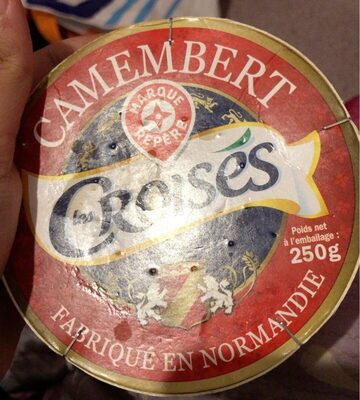 CAMEMBERT
MARQUE
REPÈRE
Les
CROISÉS
Poids net
à l'emballage :
250g
FABRIQUÉ EN NORMANDIE